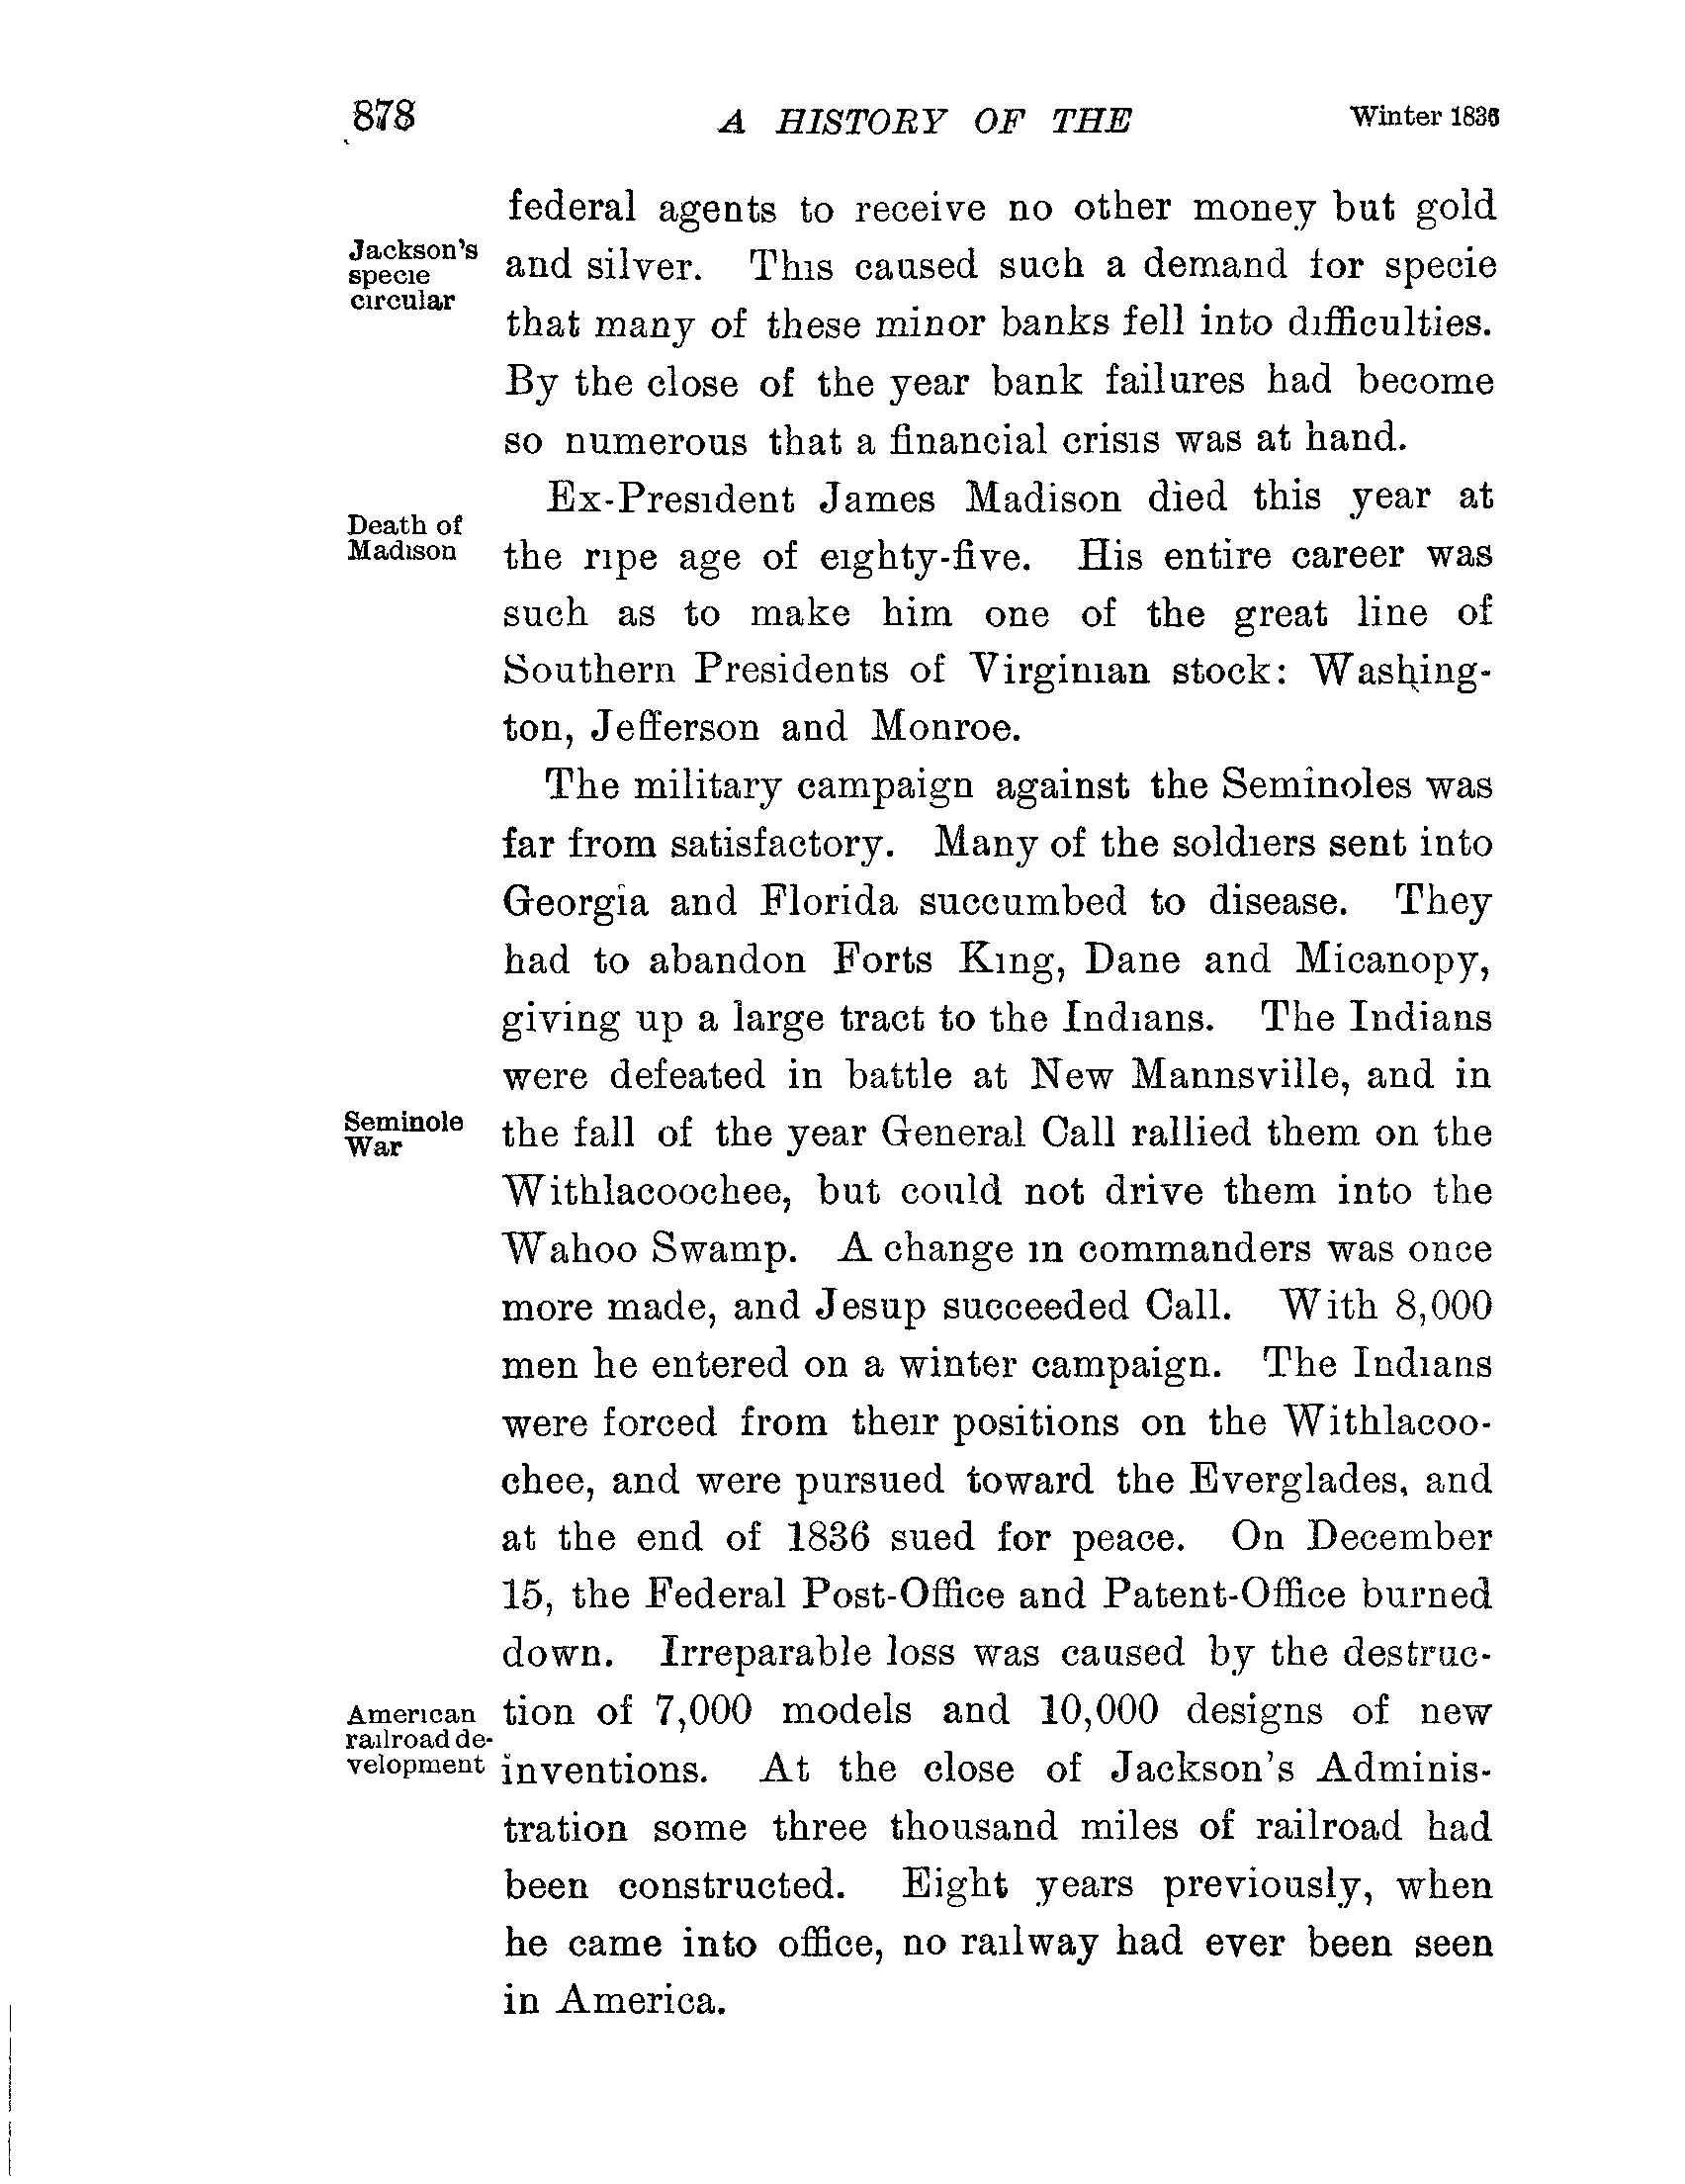 878 A HISTORY OF THE Winter 1836
federal agents to receive no other money but gold
Jackson's
specie
circular
and silver. This caused such a demand for specie
that many of these minor banks fell into difficulties.
By the close of the year bank failures had become
so numerous that a financial crisis was at hand.
Ex-President James Madison died this year at
Death of
Madison
the ripe age of eighty-five. His entire career was
such as to make him one of the great line of
Southern Presidents of Virginian stock: Washing-
ton, Jefferson and Monroe.
The military campaign against the Seminoles was
far from satisfactory. Many of the soldiers sent into
Georgia and Florida succumbed to disease. They
had to abandon Forts King, Dane and Micanopy,
giving up a large tract to the Indians. The Indians
were defeated in battle at New Mannsville, and in
Seminole
War
the fall of the year General Call rallied them on the
Withlacoochee, but could not drive them into the
Wahoo Swamp. A change in commanders was once
more made, and Jesup succeeded Call. With 8,000
men he entered on a winter campaign. The Indians
were forced from their positions on the Withlacoo-
chee, and were pursued toward the Everglades, and
at the end of 1836 sued for peace. On December
15, the Federal Post-Office and Patent-Office burned
down. Irreparable loss was caused by the destruc-
American
railroad de-
velopment
tion of 7,000 models and 10,000 designs of new
inventions. At the close of Jackson's Adminis-
tration some three thousand miles of railroad had
been constructed. Eight years previously, when
he came into office, no railway had ever been seen
in America.